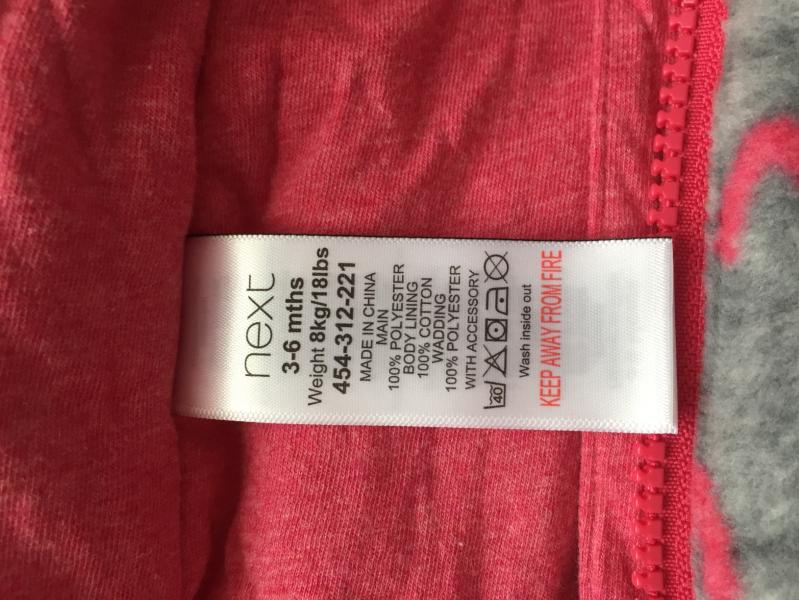 next
3-6 mths
Weight 8kg/18lbs
454-312-221
MADE IN CHINA
MAIN
100% POLYESTER
BODY LINING
100% COTTON
WADDING
100% POLYESTER
WITH ACCESSORY
40
Wash inside out
KEEP AWAY FROM FIRE